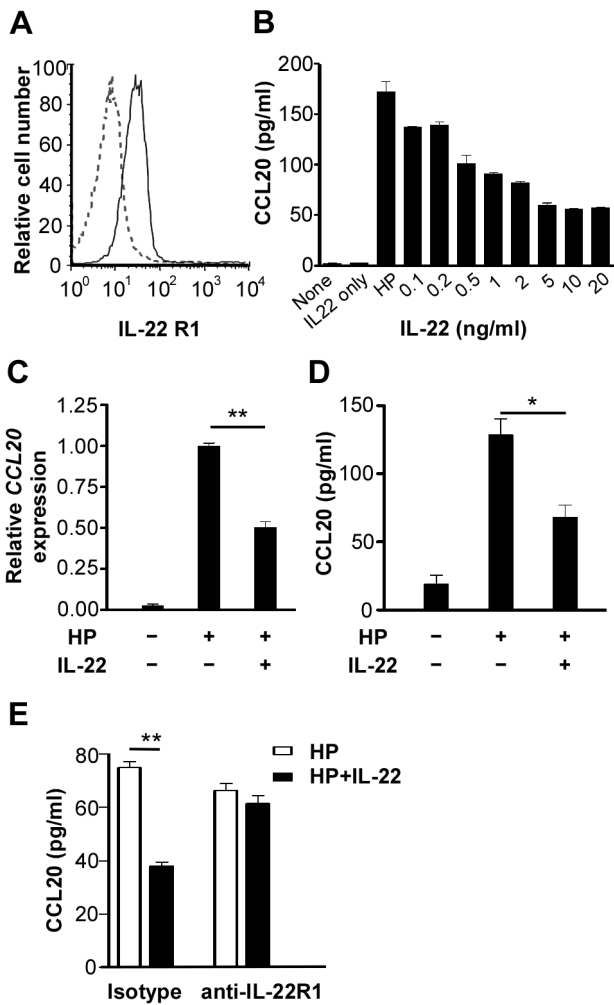 A
Relative cell number
100
80
60
40
20
0
10^0 10^1 10^2 10^3 10^4
IL-22 R1
B
CCL20 (pg/ml)
200
150
100
50
0
None IL22 only HP 0.1 0.2 0.5 1 2 5 10 20
IL-22 (ng/ml)
C
Relative CCL20
expression
1.25
1.00
0.75
0.50
0.25
0.00
**
HP − + +
IL-22 − − +
D
CCL20 (pg/ml)
150
100
50
0
*
HP − + +
IL-22 − − +
E
CCL20 (pg/ml)
80
60
40
20
0
**
HP
HP+IL-22
Isotype anti-IL-22R1